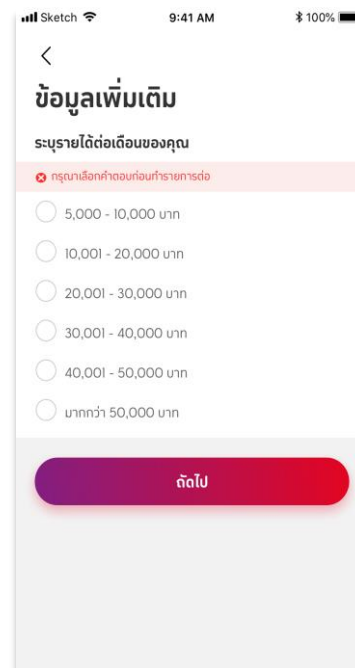 Sketch 9:41 AM 100%
ข้อมูลเพิ่มเติม
ระบุรายได้ต่อเดือนของคุณ
กรุณาเลือกคำตอบก่อนทำรายการต่อ
5,000 - 10,000 บาท
10,001 - 20,000 บาท
20,001 - 30,000 บาท
30,001 - 40,000 บาท
40,001 - 50,000 บาท
มากกว่า 50,000 บาท
ถัดไป